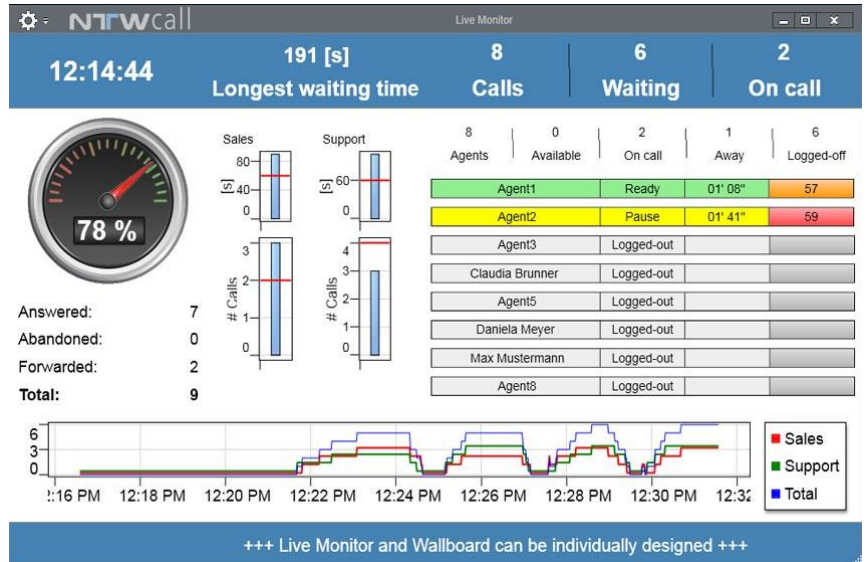 NTWcall
Live Monitor
12:14:44
191 [s]
Longest waiting time
8
Calls
6
Waiting
2
On call
78 %
Answered: 7
Abandoned: 0
Forwarded: 2
Total: 9
Sales
80
40
0
[s]
Support
60
0
[s]
3
2
1
0
# Calls
4
3
2
1
0
# Calls
8 0 2 1 6
Agents Available On call Away Logged-off
Agent1 Ready 01' 08" 57
Agent2 Pause 01' 41" 59
Agent3 Logged-out
Claudia Brunner Logged-out
Agent5 Logged-out
Daniela Meyer Logged-out
Max Mustermann Logged-out
Agent8 Logged-out
6
3
0
:16 PM 12:18 PM 12:20 PM 12:22 PM 12:24 PM 12:26 PM 12:28 PM 12:30 PM 12:32
Sales
Support
Total
+++ Live Monitor and Wallboard can be individually designed +++